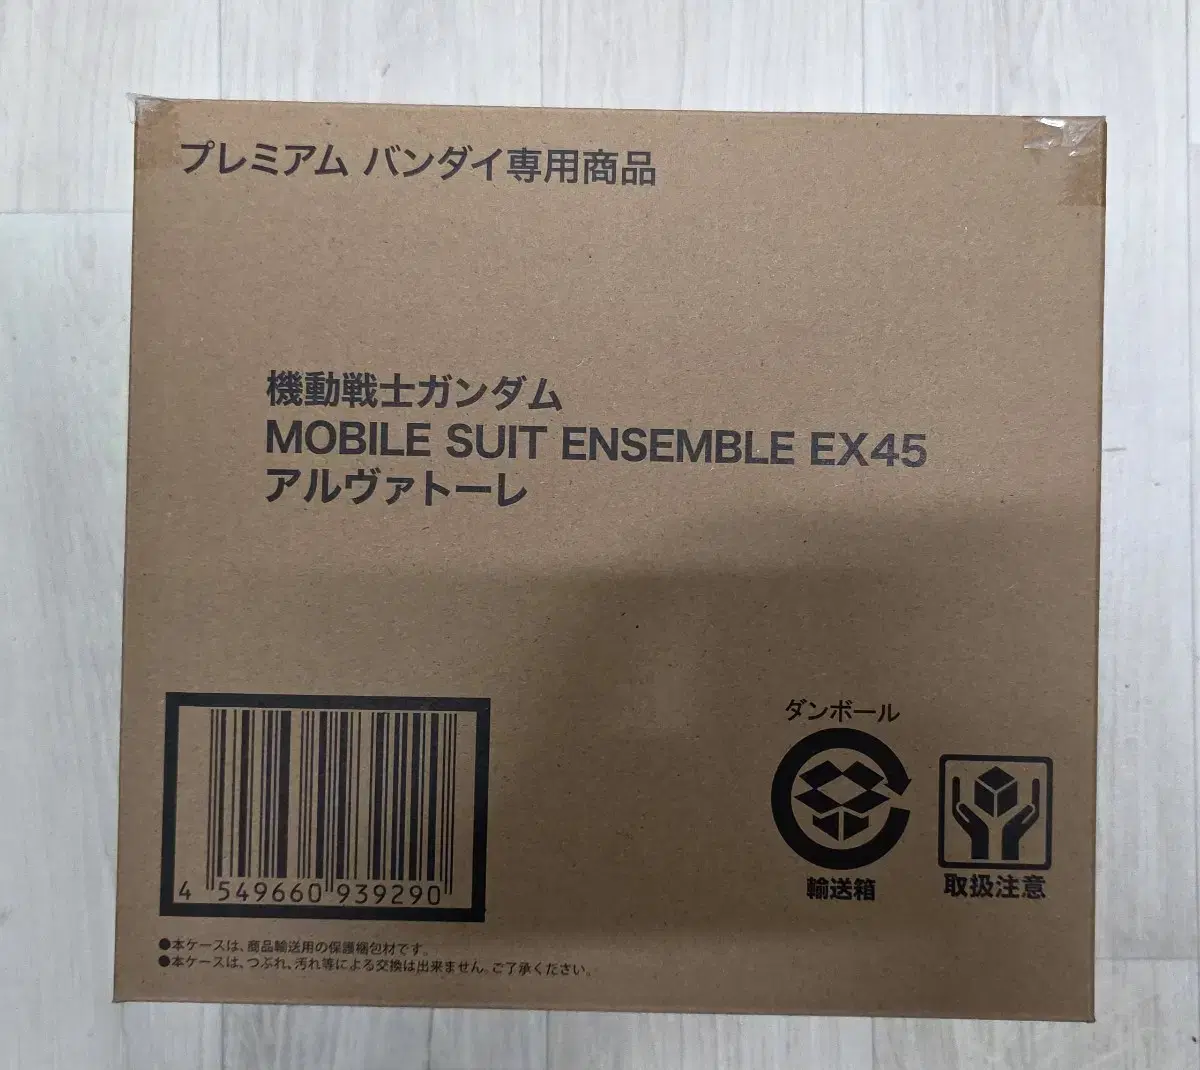 プレミアム バンダイ専用商品
機動戦士ガンダム
MOBILE SUIT ENSEMBLE EX45
アルヴァトーレ
ダンボール
輸送箱
取扱注意
4 549660 939290
●本ケースは、商品輸送用の保護梱包材です。
●本ケースは、つぶれ、汚れ等による交換は出来ません。ご了承ください。